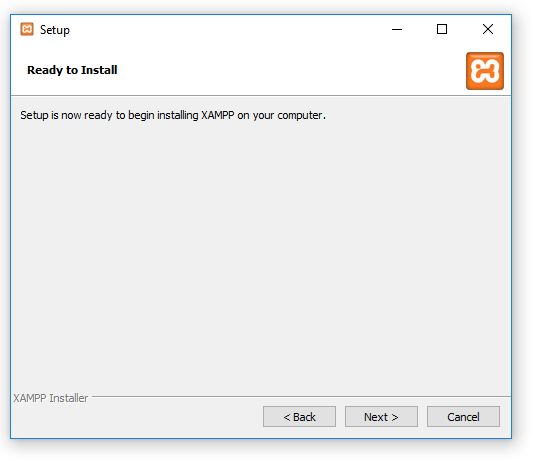 Setup
Ready to Install
Setup is now ready to begin installing XAMPP on your computer.
XAMPP Installer
< Back
Next >
Cancel